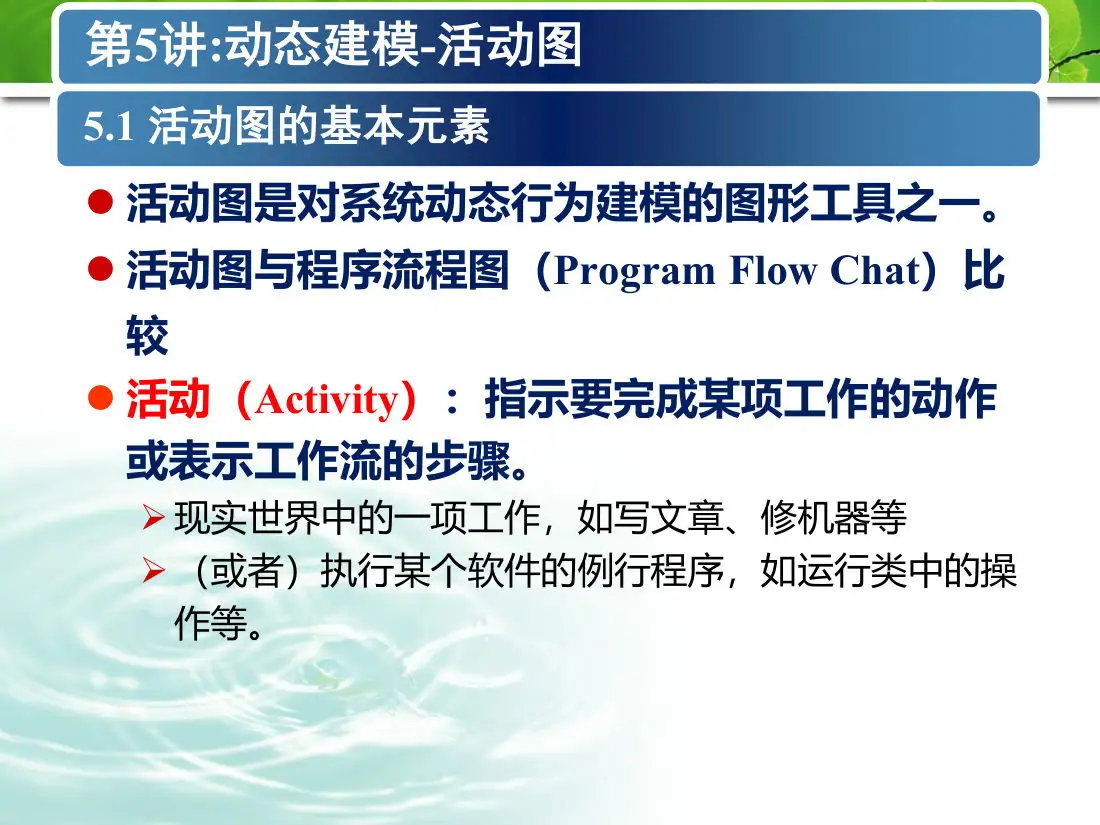 第5讲:动态建模-活动图
5.1 活动图的基本元素
活动图是对系统动态行为建模的图形工具之一。
活动图与程序流程图（Program Flow Chat）比
较
活动（Activity）：指示要完成某项工作的动作
或表示工作流的步骤。
现实世界中的一项工作，如写文章、修机器等
（或者）执行某个软件的例行程序，如运行类中的操
作等。